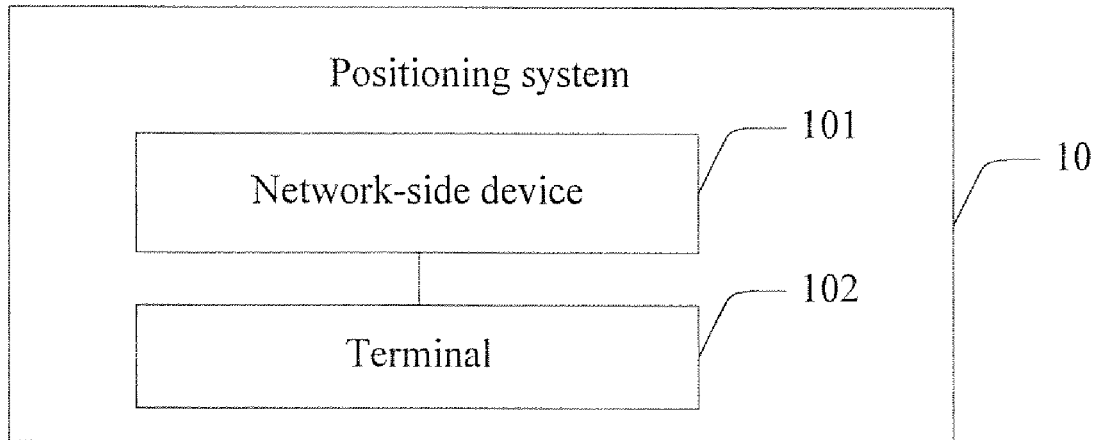 Positioning system
101
Network-side device
10
102
Terminal